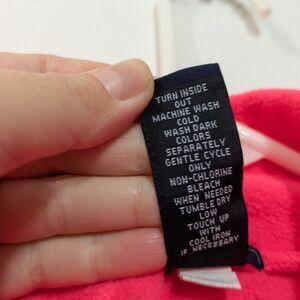 TURN INSIDE
OUT
MACHINE WASH
COLD
WASH DARK
COLORS
SEPARATELY
GENTLE CYCLE
ONLY
NON-CHLORINE
BLEACH
WHEN NEEDED
TUMBLE DRY
LOW
TOUCH UP
WITH
COOL IRON
IF NECESSARY